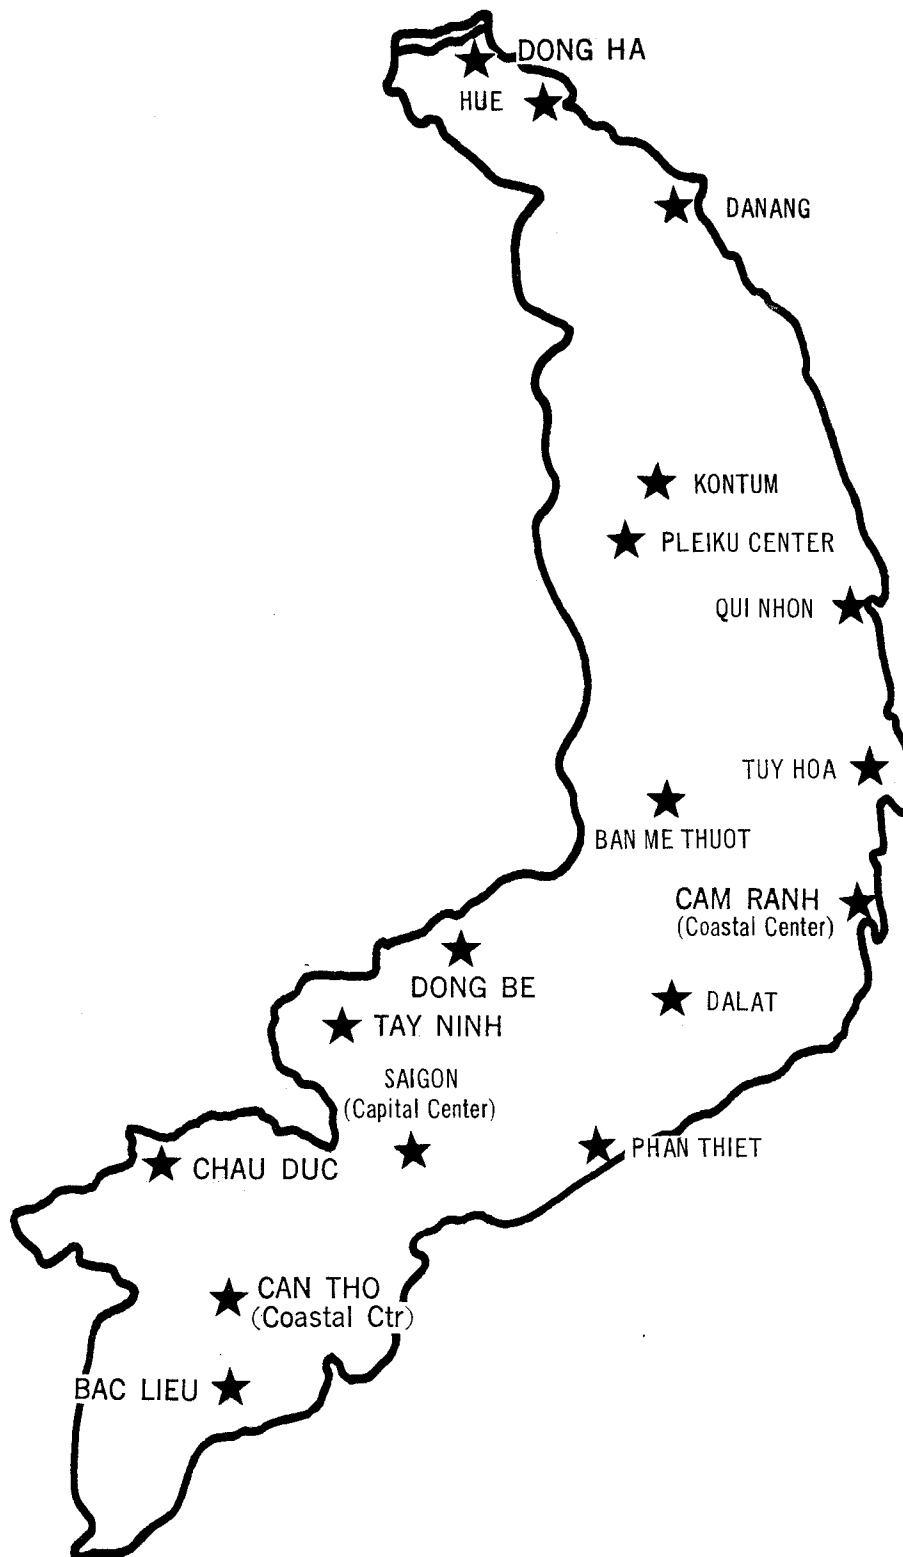 DONG HA
HUE
DANANG
KONTUM
PLEIKU CENTER
QUI NHON
TUY HOA
BAN ME THUOT
CAM RANH
(Coastal Center)
DONG BE
DALAT
TAY NINH
SAIGON
(Capital Center)
PHAN THIET
CHAU DUC
CAN THO
(Coastal Ctr)
BAC LIEU